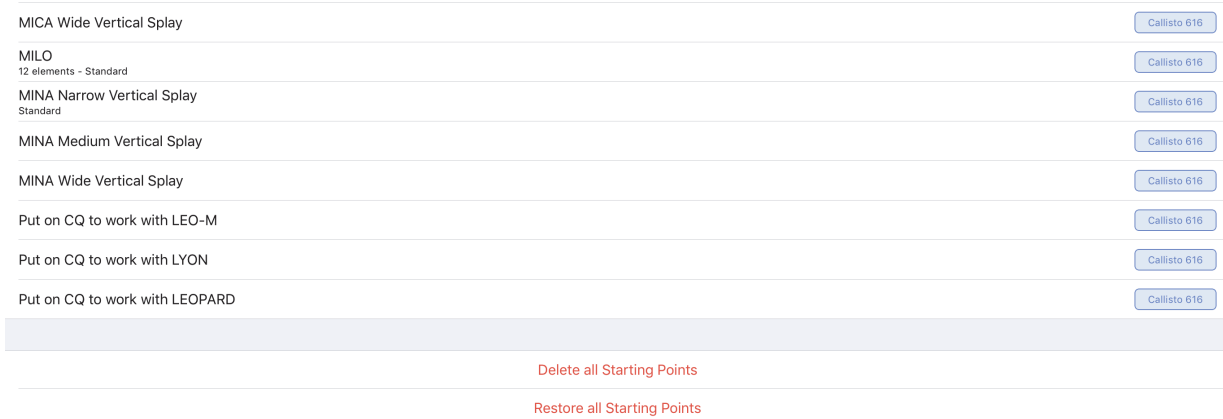 MICA Wide Vertical Splay
Callisto 616
MILO
12 elements - Standard
Callisto 616
MINA Narrow Vertical Splay
Standard
Callisto 616
MINA Medium Vertical Splay
Callisto 616
MINA Wide Vertical Splay
Callisto 616
Put on CQ to work with LEO-M
Callisto 616
Put on CQ to work with LYON
Callisto 616
Put on CQ to work with LEOPARD
Callisto 616
Delete all Starting Points
Restore all Starting Points